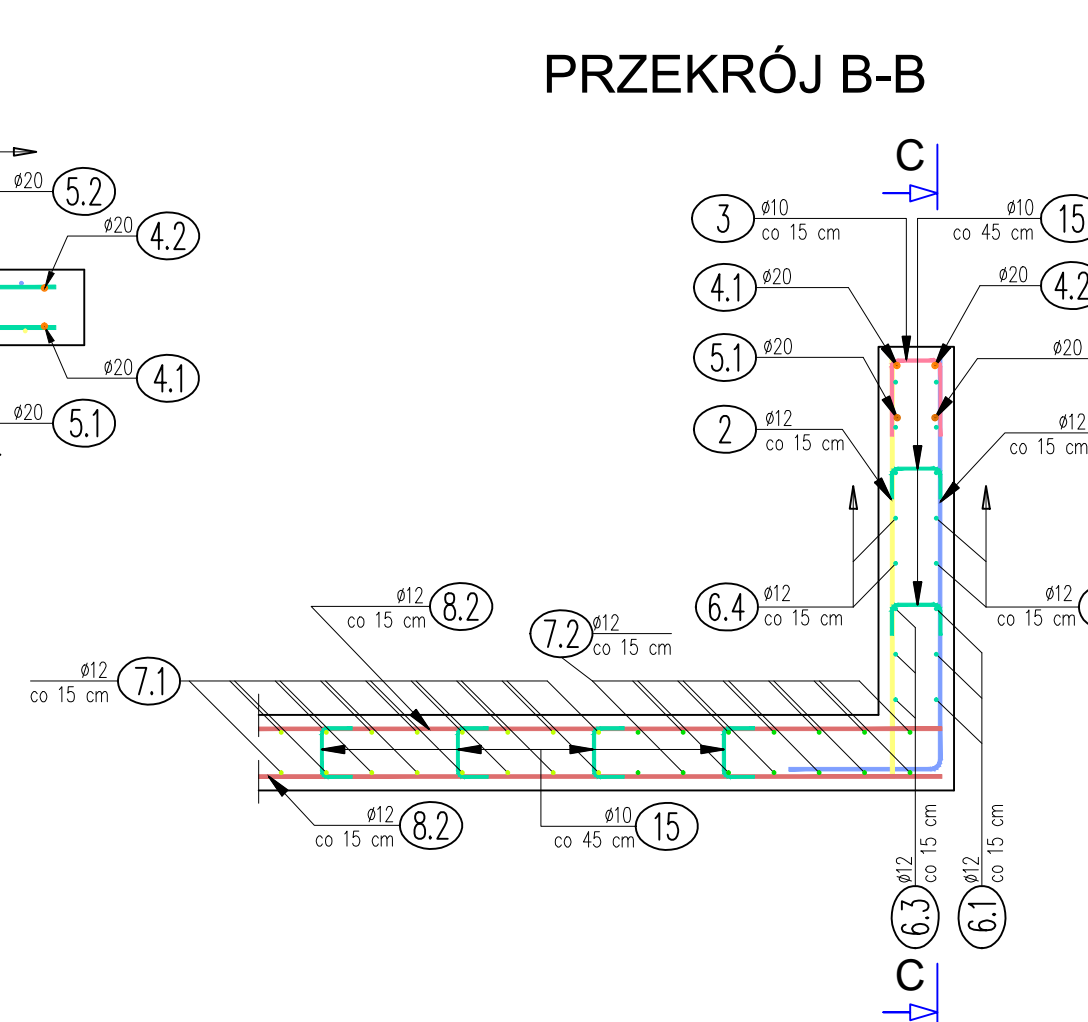 PRZEKRÓJ B-B
C
ø20 5.2
ø20 4.2
ø20 4.1
ø20 5.1
3 ø10
co 15 cm
ø10 15
co 45 cm
4.1 ø20
ø20 4.2
5.1 ø20
ø20
2 ø12
co 15 cm
ø12
co 15 cm
6.4 ø12
co 15 cm
ø12
co 15 cm
ø12 8.2
co 15 cm
7.2 ø12
co 15 cm
ø12 7.1
co 15 cm
ø12 8.2
co 15 cm
ø10 15
co 45 cm
ø12
co 15 cm
6.3
ø12
co 15 cm
6.1
C